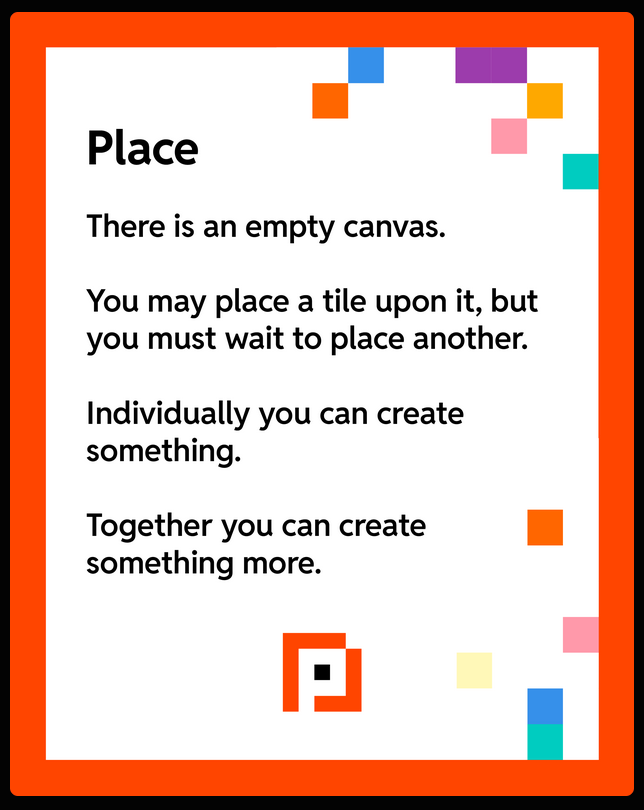 Place
There is an empty canvas.
You may place a tile upon it, but
you must wait to place another.
Individually you can create
something.
Together you can create
something more.